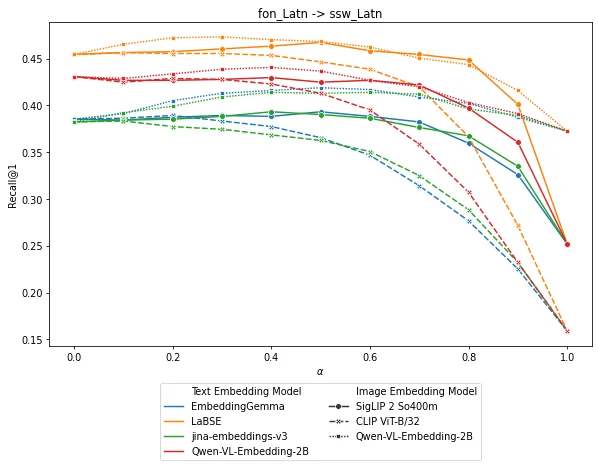 fon_Latn -> ssw_Latn
Recall@1
0.45
0.40
0.35
0.30
0.25
0.20
0.15
0.0 0.2 0.4 0.6 0.8 1.0
α
Text Embedding Model Image Embedding Model
EmbeddingGemma SigLIP 2 So400m
LaBSE CLIP ViT-B/32
jina-embeddings-v3 Qwen-VL-Embedding-2B
Qwen-VL-Embedding-2B